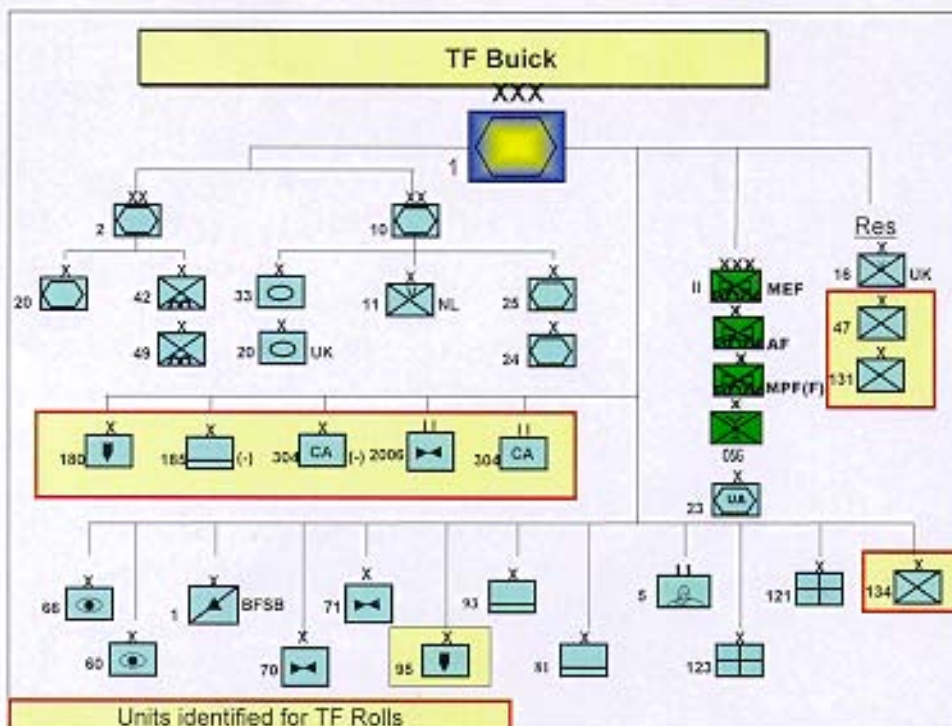 TF Buick
XXX
1
XX XX
2 10
Res
X
16 UK
XXX
II MEF
X X X X X
20 42 33 11 NL 25
X
47
X
AF
X X X X
49 20 UK 24
X
131
X
MPF(F)
X
X X X II II
180 185 (-) 304 CA (-) 2006 304 CA
X
23 UA
X X X X II X X
66 1 BFSB 71 93 5 121 134
X X X X X
60 70 95 81 123
Units identified for TF Rolls